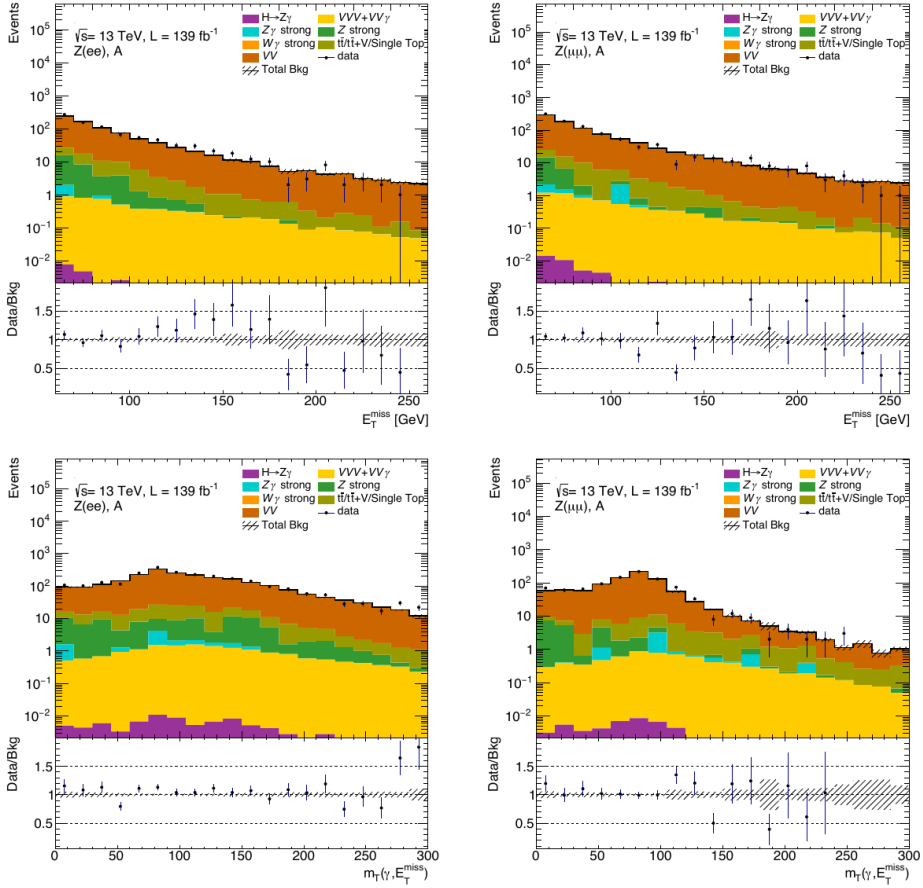 Events
√s= 13 TeV, L = 139 fb⁻¹
Z(ee), A
H→Zγ
Zγ strong
Wγ strong
VV
Total Bkg
VVV+VVγ
Z strong
tt̄/tt̄+V/Single Top
data
10⁵
10⁴
10³
10²
10
1
10⁻¹
10⁻²
Data/Bkg
1.5
1
0.5
100 150 200 250
E_T^miss [GeV]
Events
√s= 13 TeV, L = 139 fb⁻¹
Z(μμ), A
H→Zγ
Zγ strong
Wγ strong
VV
Total Bkg
VVV+VVγ
Z strong
tt̄/tt̄+V/Single Top
data
10⁵
10⁴
10³
10²
10
1
10⁻¹
10⁻²
Data/Bkg
1.5
1
0.5
100 150 200 250
E_T^miss [GeV]
Events
√s= 13 TeV, L = 139 fb⁻¹
Z(ee), A
H→Zγ
Zγ strong
Wγ strong
VV
Total Bkg
VVV+VVγ
Z strong
tt̄/tt̄+V/Single Top
data
10⁵
10⁴
10³
10²
10
1
10⁻¹
10⁻²
Data/Bkg
1.5
1
0.5
0 50 100 150 200 250 300
m_T(γ,E_T^miss)
Events
√s= 13 TeV, L = 139 fb⁻¹
Z(μμ), A
H→Zγ
Zγ strong
Wγ strong
VV
Total Bkg
VVV+VVγ
Z strong
tt̄/tt̄+V/Single Top
data
10⁵
10⁴
10³
10²
10
1
10⁻¹
10⁻²
Data/Bkg
1.5
1
0.5
0 50 100 150 200 250 300
m_T(γ,E_T^miss)